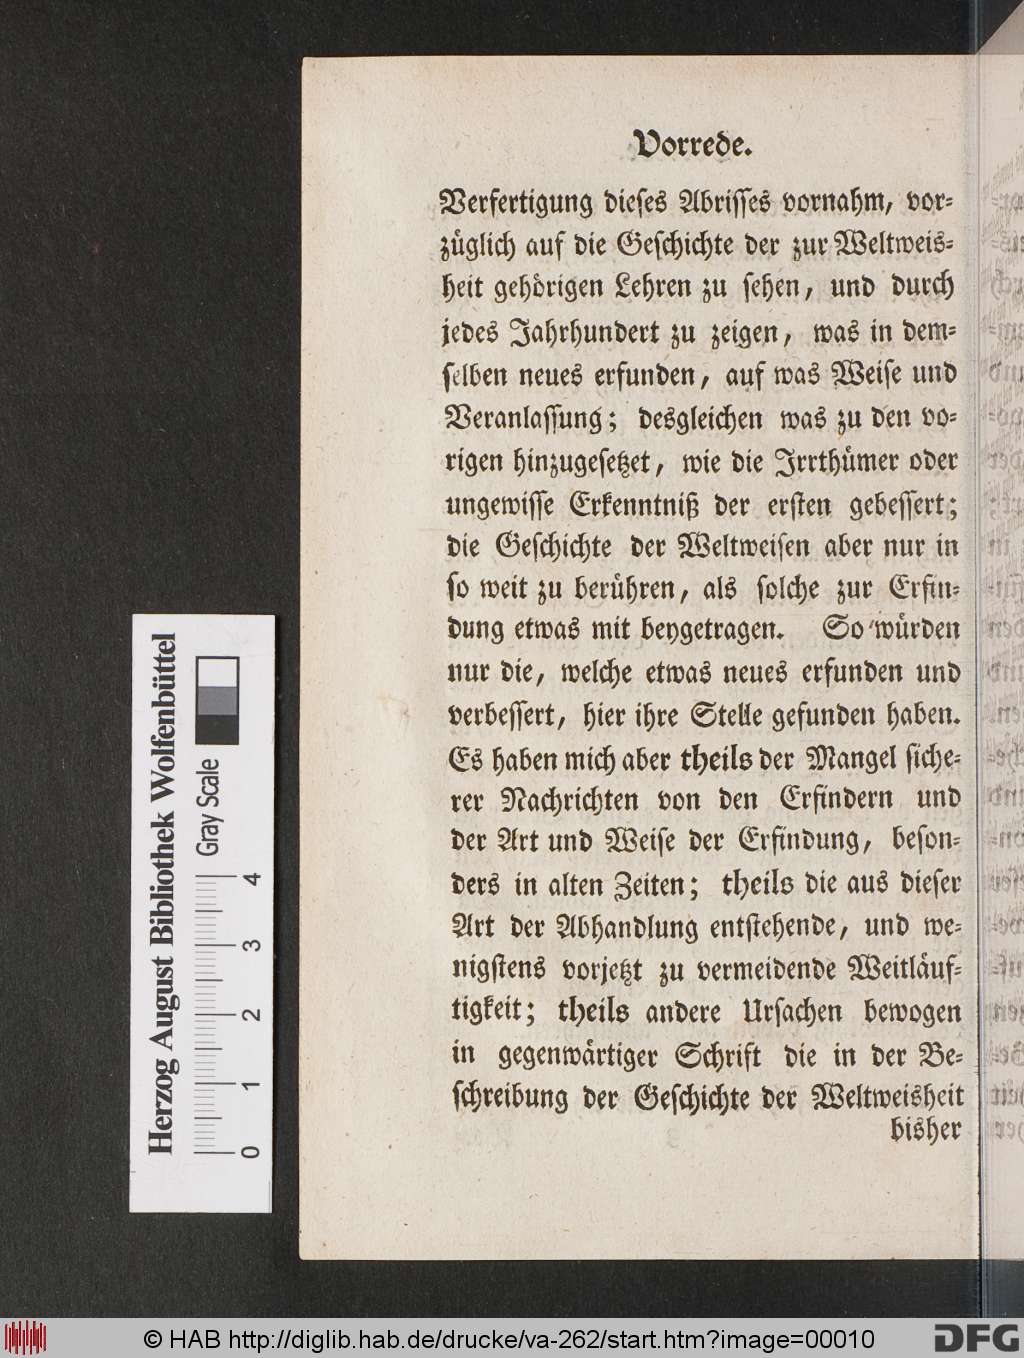 Vorrede.
Verfertigung dieses Abrisses vornahm, vor-
züglich auf die Geschichte der zur Weltweis-
heit gehörigen Lehren zu sehen, und durch
jedes Jahrhundert zu zeigen, was in dem-
selben neues erfunden, auf was Weise und
Veranlassung; desgleichen was zu den vo-
rigen hinzugesetzet, wie die Irrthümer oder
ungewisse Erkenntniß der ersten gebessert;
die Geschichte der Weltweisen aber nur in
so weit zu berühren, als solche zur Erfin-
dung etwas mit beygetragen. So würden
nur die, welche etwas neues erfunden und
verbessert, hier ihre Stelle gefunden haben.
Es haben mich aber theils der Mangel siche-
rer Nachrichten von den Erfindern und
der Art und Weise der Erfindung, beson-
ders in alten Zeiten; theils die aus dieser
Art der Abhandlung entstehende, und we-
nigstens vorjetzt zu vermeidende Weitläuf-
tigkeit; theils andere Ursachen bewogen
in gegenwärtiger Schrift die in der Be-
schreibung der Geschichte der Weltweisheit
bisher
Herzog August Bibliothek Wolfenbüttel
Gray Scale
0 1 2 3 4
© HAB http://diglib.hab.de/drucke/va-262/start.htm?image=00010
DFG